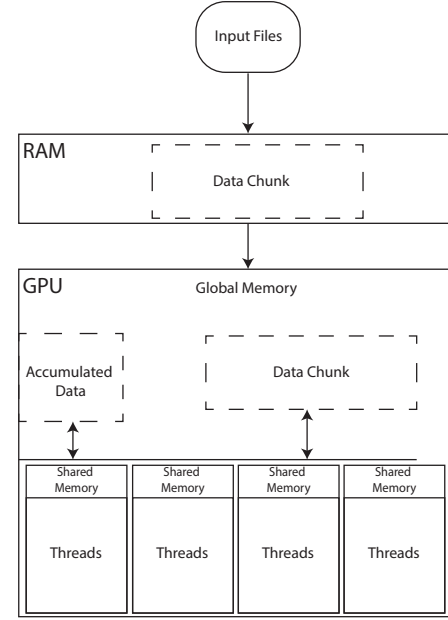 Input Files
RAM
Data Chunk
GPU
Global Memory
Accumulated
Data
Data Chunk
Shared
Memory
Shared
Memory
Shared
Memory
Shared
Memory
Threads
Threads
Threads
Threads